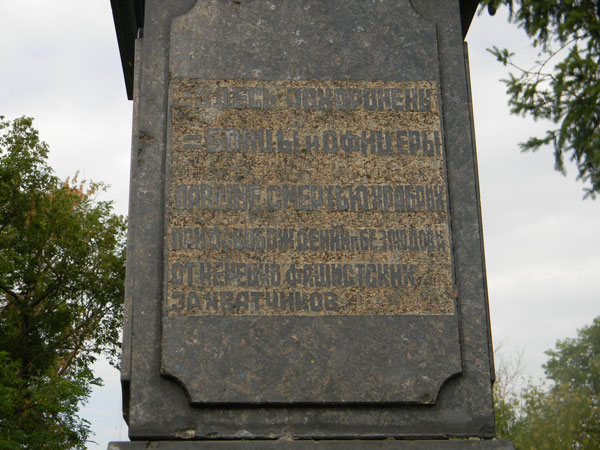 ЗДЕСЬ ПОХОРОНЕНЫ
БОЙЦЫ И ОФИЦЕРЫ
ПАВШИЕ СМЕРТЬЮ ХРАБРЫХ
ПРИ ОСВОБОЖДЕНИИ
ОТ НЕМЕЦКО ФАШИСТСКИХ
ЗАХВАТЧИКОВ